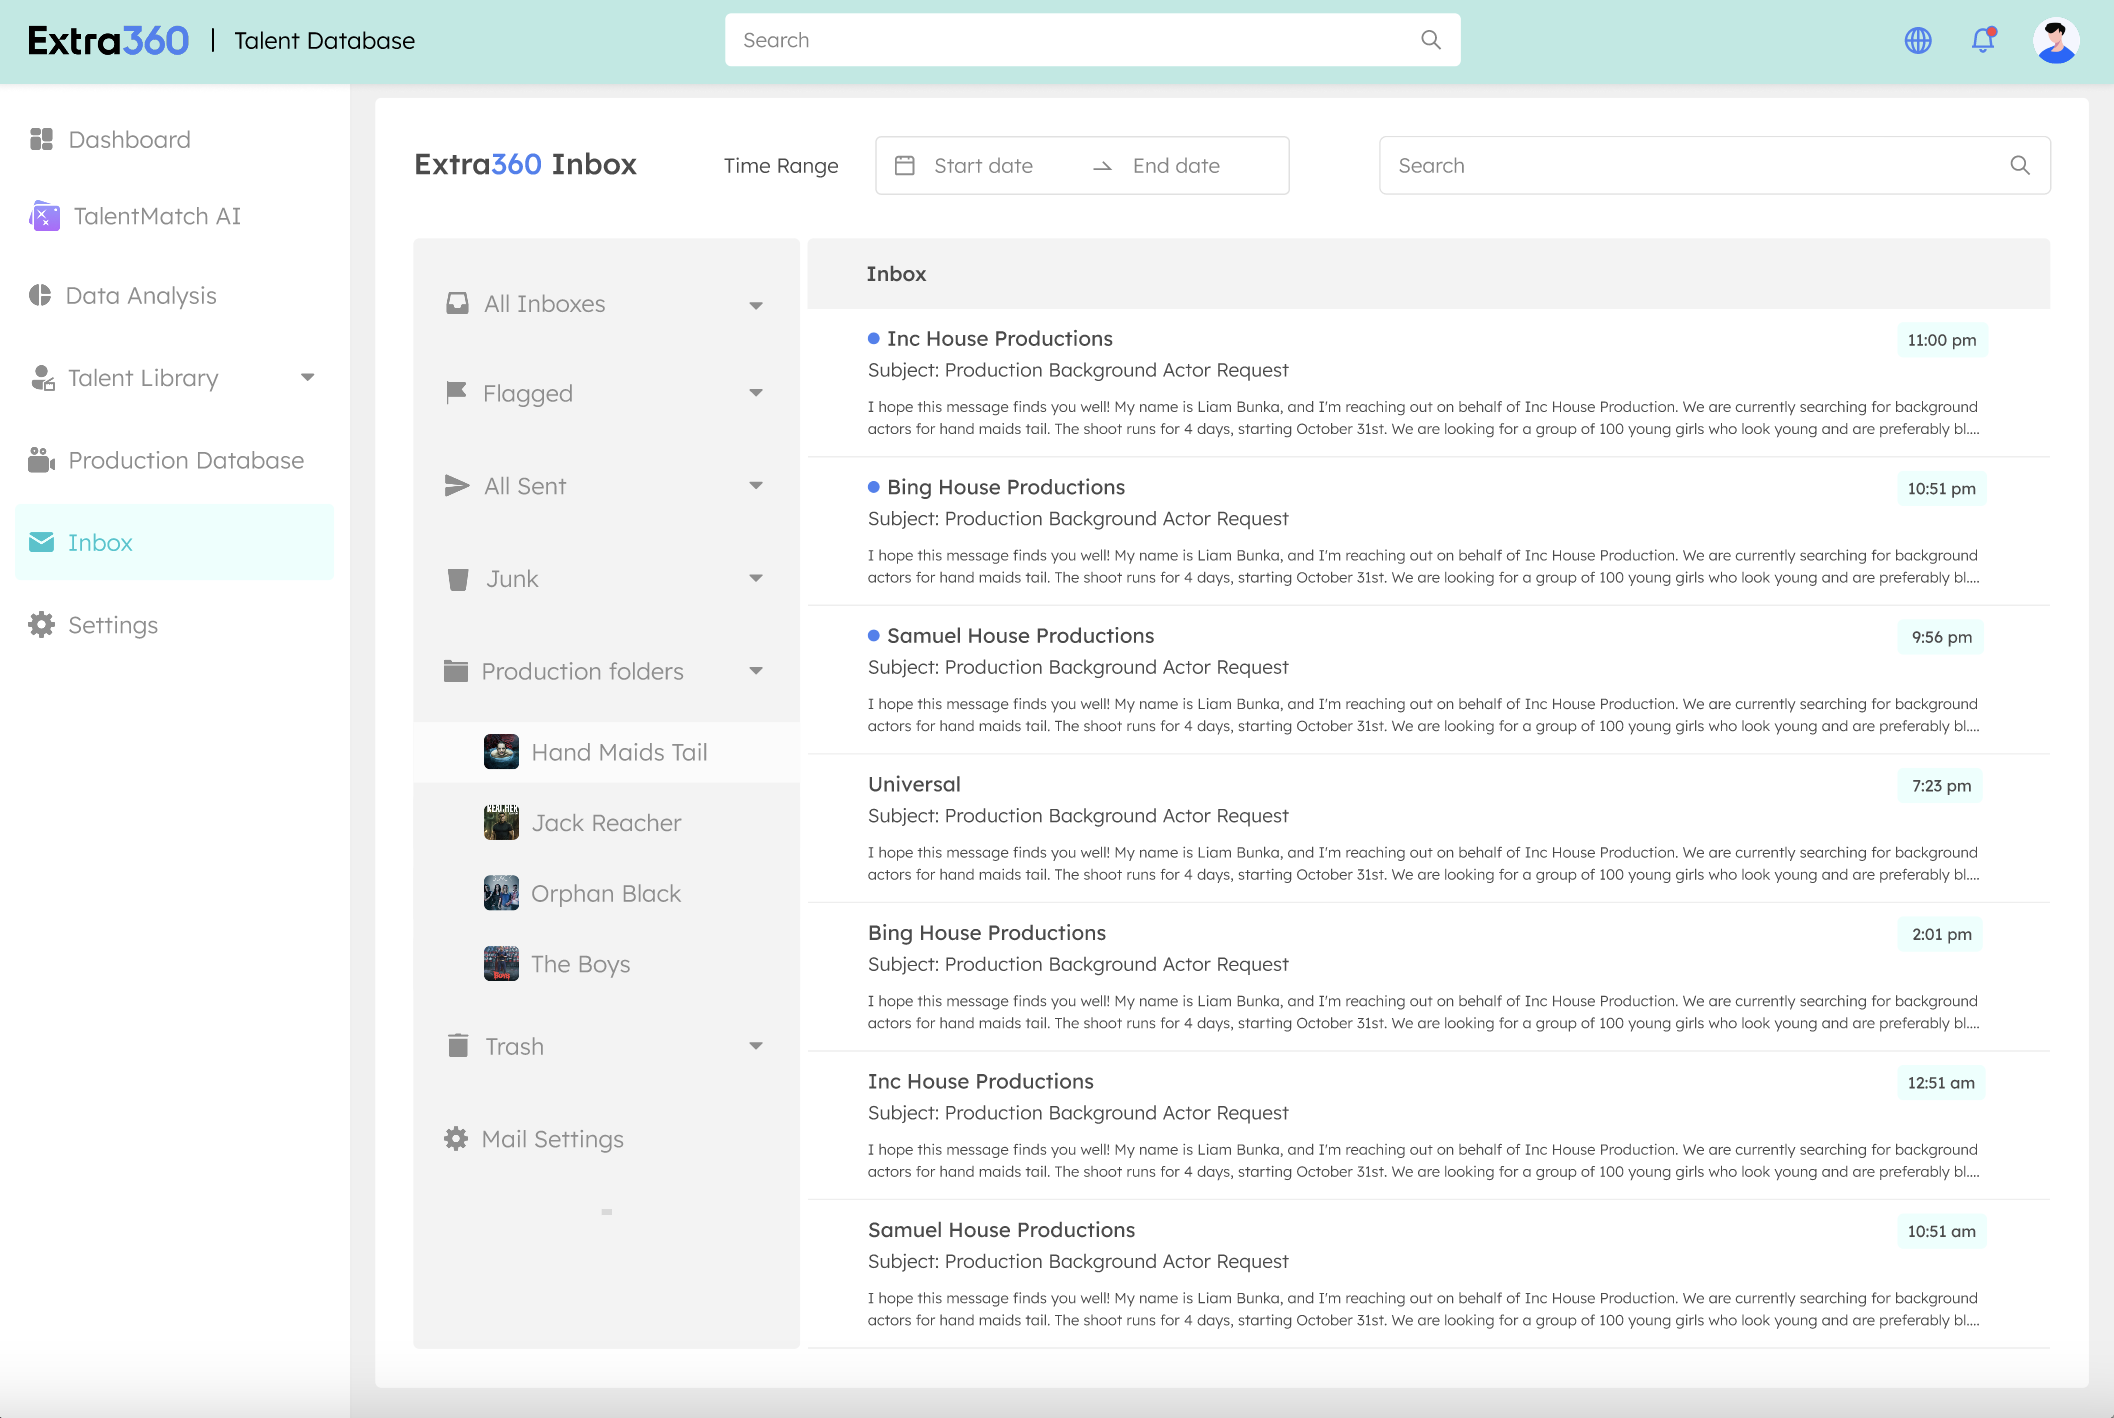 Extra360 | Talent Database
Search
Dashboard
TalentMatch AI
Data Analysis
Talent Library
Production Database
Inbox
Settings
Extra360 Inbox
Time Range
Start date
End date
Search
All Inboxes
Flagged
All Sent
Junk
Production folders
Hand Maids Tail
Jack Reacher
Orphan Black
The Boys
Trash
Mail Settings
Inbox
Inc House Productions
11:00 pm
Subject: Production Background Actor Request
I hope this message finds you well! My name is Liam Bunka, and I'm reaching out on behalf of Inc House Production. We are currently searching for background
actors for hand maids tail. The shoot runs for 4 days, starting October 31st. We are looking for a group of 100 young girls who look young and are preferably bl....
Bing House Productions
10:51 pm
Subject: Production Background Actor Request
I hope this message finds you well! My name is Liam Bunka, and I'm reaching out on behalf of Inc House Production. We are currently searching for background
actors for hand maids tail. The shoot runs for 4 days, starting October 31st. We are looking for a group of 100 young girls who look young and are preferably bl....
Samuel House Productions
9:56 pm
Subject: Production Background Actor Request
I hope this message finds you well! My name is Liam Bunka, and I'm reaching out on behalf of Inc House Production. We are currently searching for background
actors for hand maids tail. The shoot runs for 4 days, starting October 31st. We are looking for a group of 100 young girls who look young and are preferably bl....
Universal
7:23 pm
Subject: Production Background Actor Request
I hope this message finds you well! My name is Liam Bunka, and I'm reaching out on behalf of Inc House Production. We are currently searching for background
actors for hand maids tail. The shoot runs for 4 days, starting October 31st. We are looking for a group of 100 young girls who look young and are preferably bl....
Bing House Productions
2:01 pm
Subject: Production Background Actor Request
I hope this message finds you well! My name is Liam Bunka, and I'm reaching out on behalf of Inc House Production. We are currently searching for background
actors for hand maids tail. The shoot runs for 4 days, starting October 31st. We are looking for a group of 100 young girls who look young and are preferably bl....
Inc House Productions
12:51 am
Subject: Production Background Actor Request
I hope this message finds you well! My name is Liam Bunka, and I'm reaching out on behalf of Inc House Production. We are currently searching for background
actors for hand maids tail. The shoot runs for 4 days, starting October 31st. We are looking for a group of 100 young girls who look young and are preferably bl....
Samuel House Productions
10:51 am
Subject: Production Background Actor Request
I hope this message finds you well! My name is Liam Bunka, and I'm reaching out on behalf of Inc House Production. We are currently searching for background
actors for hand maids tail. The shoot runs for 4 days, starting October 31st. We are looking for a group of 100 young girls who look young and are preferably bl....